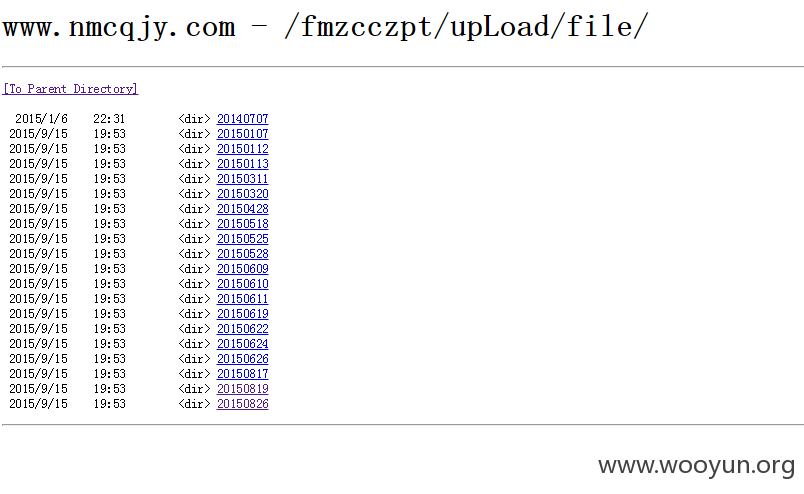 www.nmcqjy.com - /fmzcczpt/upLoad/file/
[To Parent Directory]
2015/1/6 22:31 <dir> 20140707
2015/9/15 19:53 <dir> 20150107
2015/9/15 19:53 <dir> 20150112
2015/9/15 19:53 <dir> 20150113
2015/9/15 19:53 <dir> 20150311
2015/9/15 19:53 <dir> 20150320
2015/9/15 19:53 <dir> 20150428
2015/9/15 19:53 <dir> 20150518
2015/9/15 19:53 <dir> 20150525
2015/9/15 19:53 <dir> 20150528
2015/9/15 19:53 <dir> 20150609
2015/9/15 19:53 <dir> 20150610
2015/9/15 19:53 <dir> 20150611
2015/9/15 19:53 <dir> 20150619
2015/9/15 19:53 <dir> 20150622
2015/9/15 19:53 <dir> 20150624
2015/9/15 19:53 <dir> 20150626
2015/9/15 19:53 <dir> 20150817
2015/9/15 19:53 <dir> 20150819
2015/9/15 19:53 <dir> 20150826
www.wooyun.org